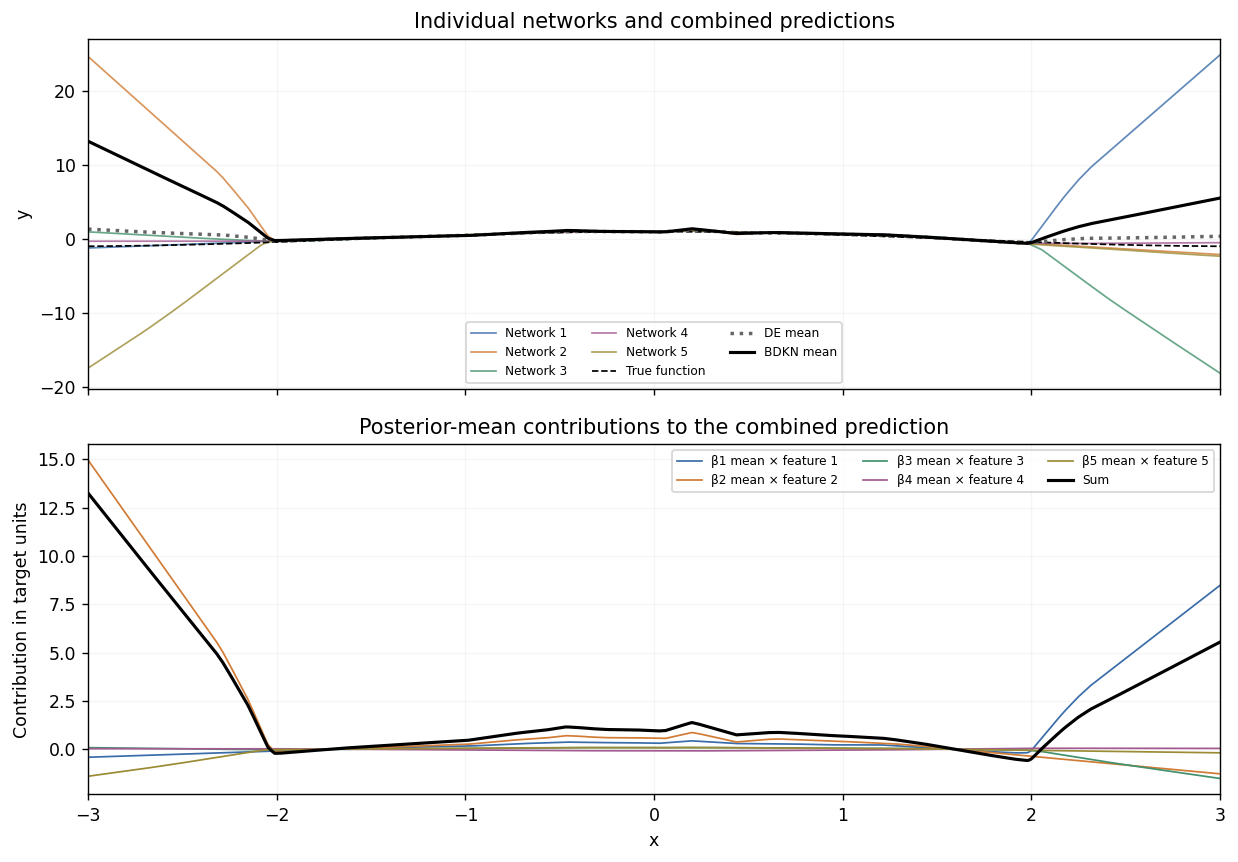 Individual networks and combined predictions
20
10
0
−10
−20
y
Network 1
Network 2
Network 3
Network 4
Network 5
True function
DE mean
BDKN mean
Posterior-mean contributions to the combined prediction
15.0
12.5
10.0
7.5
5.0
2.5
0.0
Contribution in target units
β1 mean × feature 1
β2 mean × feature 2
β3 mean × feature 3
β4 mean × feature 4
β5 mean × feature 5
Sum
−3 −2 −1 0 1 2 3
x